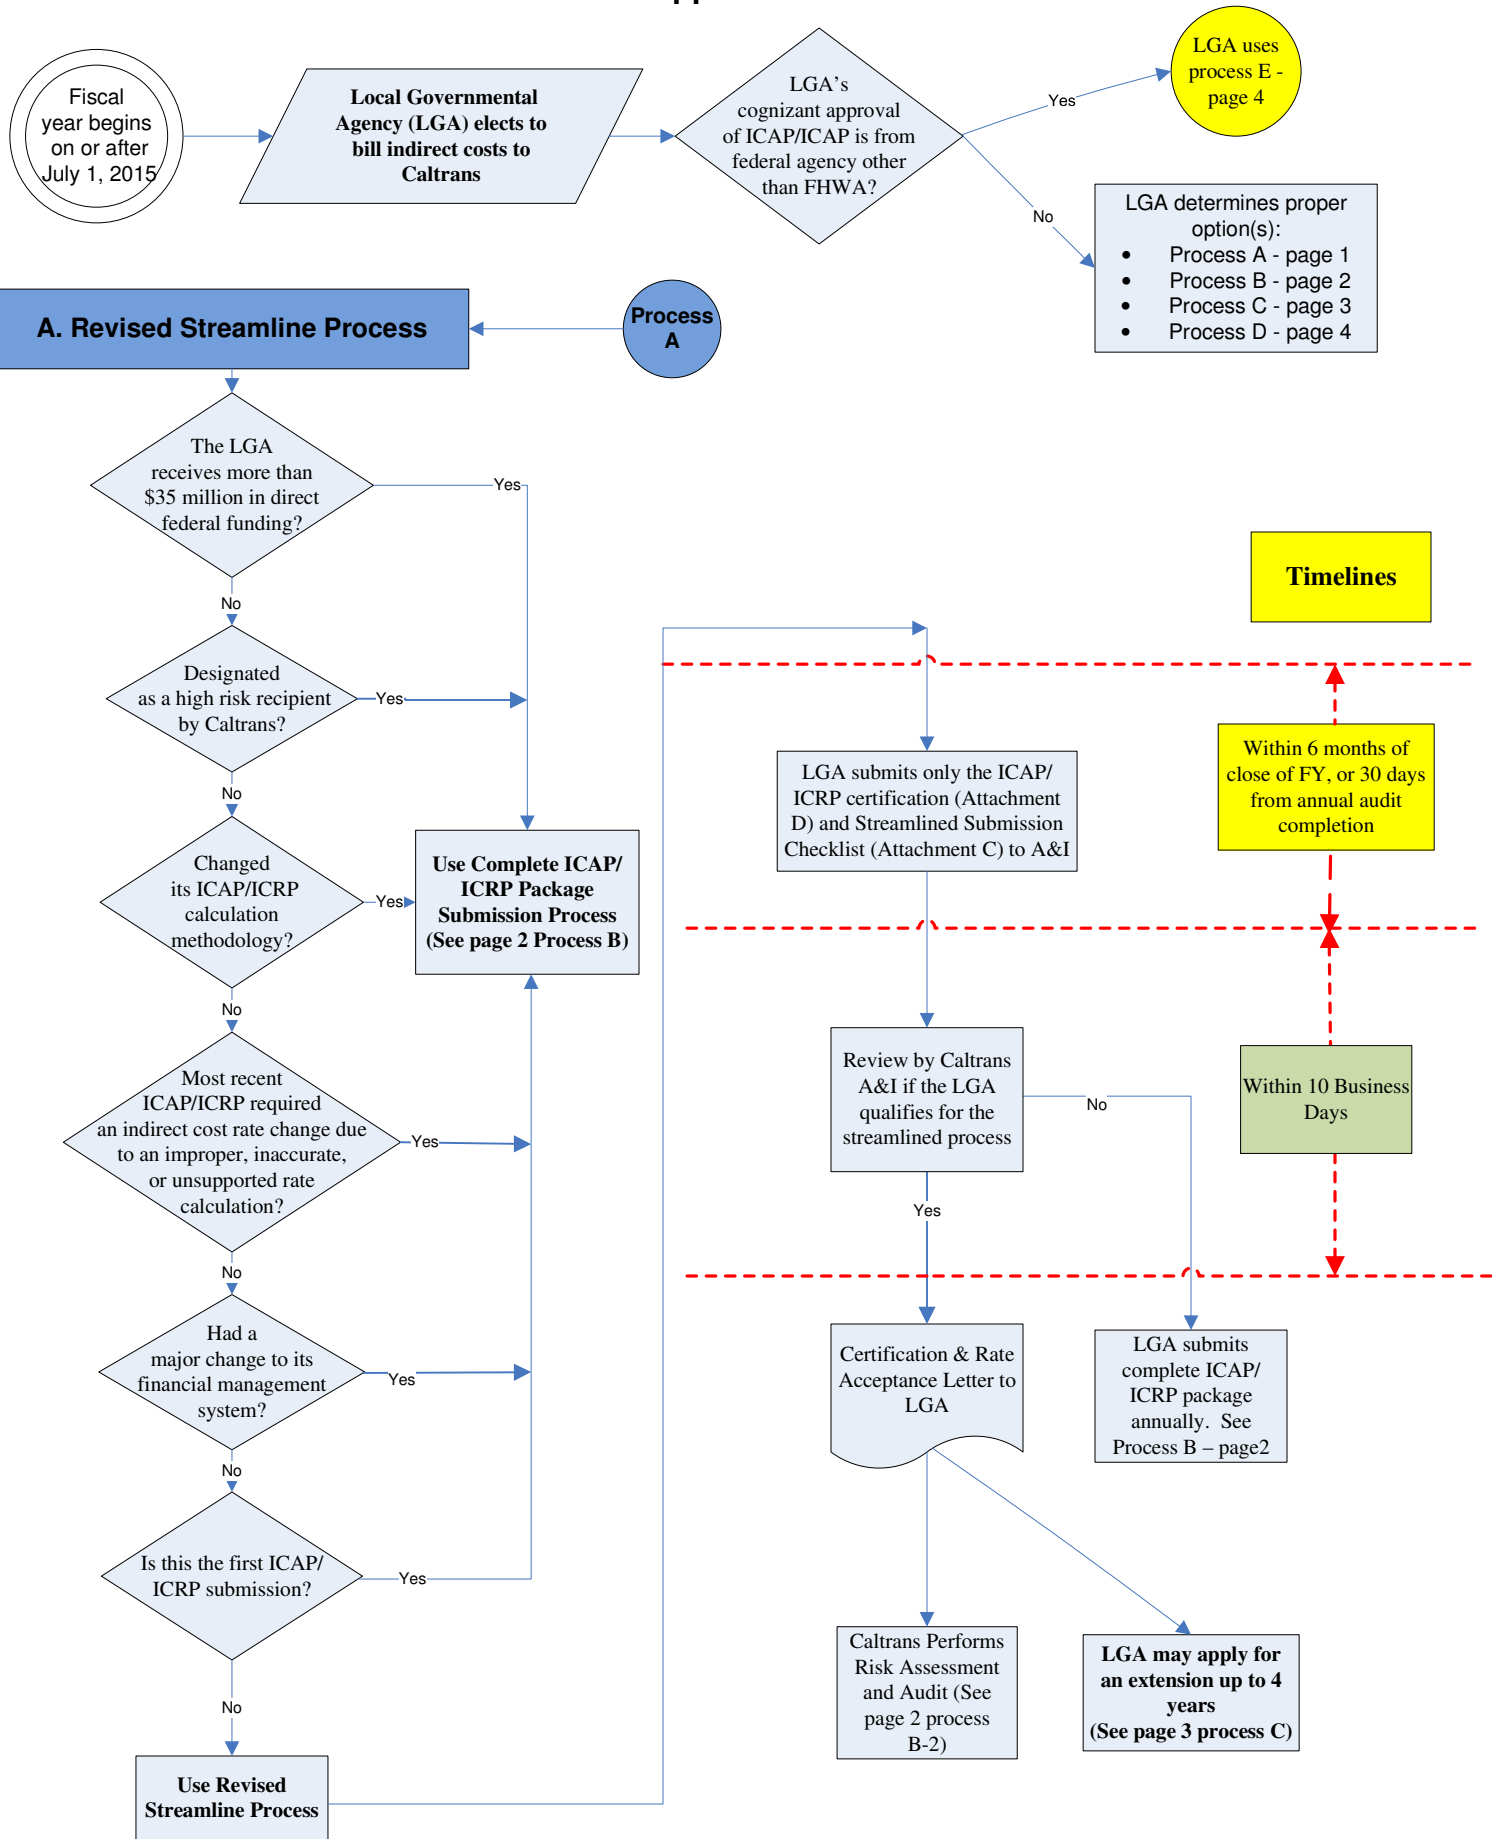 Fiscal
year begins
on or after
July 1, 2015
Local Governmental
Agency (LGA) elects to
bill indirect costs to
Caltrans
LGA's
cognizant approval
of ICAP/ICAP is from
federal agency other
than FHWA?
Yes
LGA uses
process E -
page 4
No
LGA determines proper
option(s):
• Process A - page 1
• Process B - page 2
• Process C - page 3
• Process D - page 4
A. Revised Streamline Process
Process
A
The LGA
receives more than
$35 million in direct
federal funding?
Yes
No
Designated
as a high risk recipient
by Caltrans?
Yes
No
Changed
its ICAP/ICRP
calculation
methodology?
Yes
Use Complete ICAP/
ICRP Package
Submission Process
(See page 2 Process B)
No
Most recent
ICAP/ICRP required
an indirect cost rate change due
to an improper, inaccurate,
or unsupported rate
calculation?
Yes
No
Had a
major change to its
financial management
system?
Yes
No
Is this the first ICAP/
ICRP submission?
Yes
No
Use Revised
Streamline Process
Timelines
LGA submits only the ICAP/
ICRP certification (Attachment
D) and Streamlined Submission
Checklist (Attachment C) to A&I
Within 6 months of
close of FY, or 30 days
from annual audit
completion
Review by Caltrans
A&I if the LGA
qualifies for the
streamlined process
No
Within 10 Business
Days
Yes
Certification & Rate
Acceptance Letter to
LGA
LGA submits
complete ICAP/
ICRP package
annually.  See
Process B – page2
Caltrans Performs
Risk Assessment
and Audit (See
page 2 process
B-2)
LGA may apply for
an extension up to 4
years
(See page 3 process C)